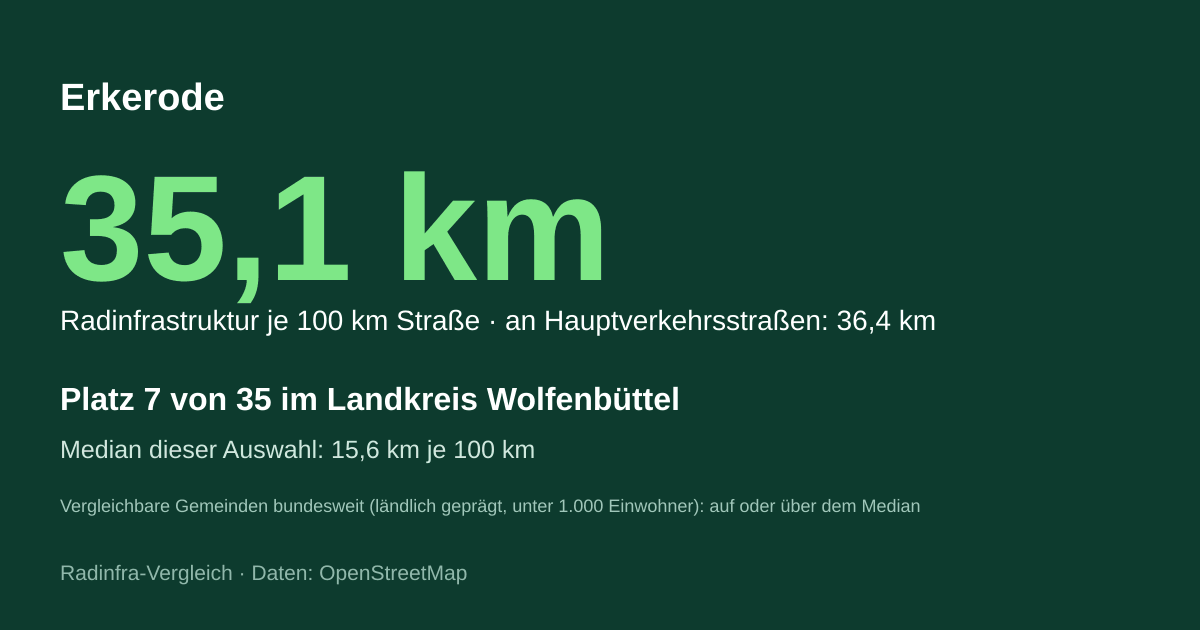 Erkerode
35,1 km
Radinfrastruktur je 100 km Straße · an Hauptverkehrsstraßen: 36,4 km
Platz 7 von 35 im Landkreis Wolfenbüttel
Median dieser Auswahl: 15,6 km je 100 km
Vergleichbare Gemeinden bundesweit (ländlich geprägt, unter 1.000 Einwohner): auf oder über dem Median
Radinfra-Vergleich · Daten: OpenStreetMap